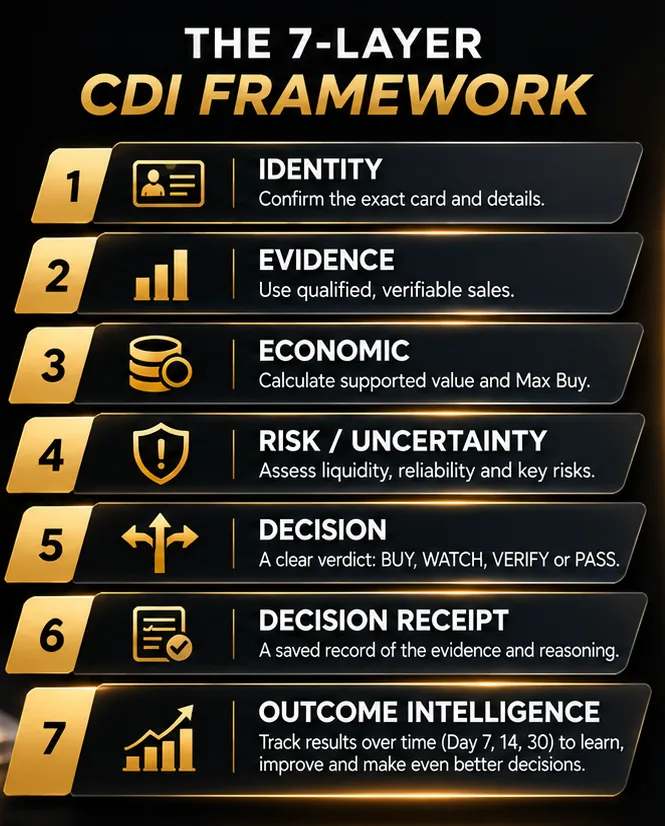 THE 7-LAYER
CDI FRAMEWORK
1
IDENTITY
Confirm the exact card and details.
2
EVIDENCE
Use qualified, verifiable sales.
3
ECONOMIC
Calculate supported value and Max Buy.
4
RISK / UNCERTAINTY
Assess liquidity, reliability and key risks.
5
DECISION
A clear verdict: BUY, WATCH, VERIFY or PASS.
6
DECISION RECEIPT
A saved record of the evidence and reasoning.
7
OUTCOME INTELLIGENCE
Track results over time (Day 7, 14, 30) to learn,
improve and make even better decisions.